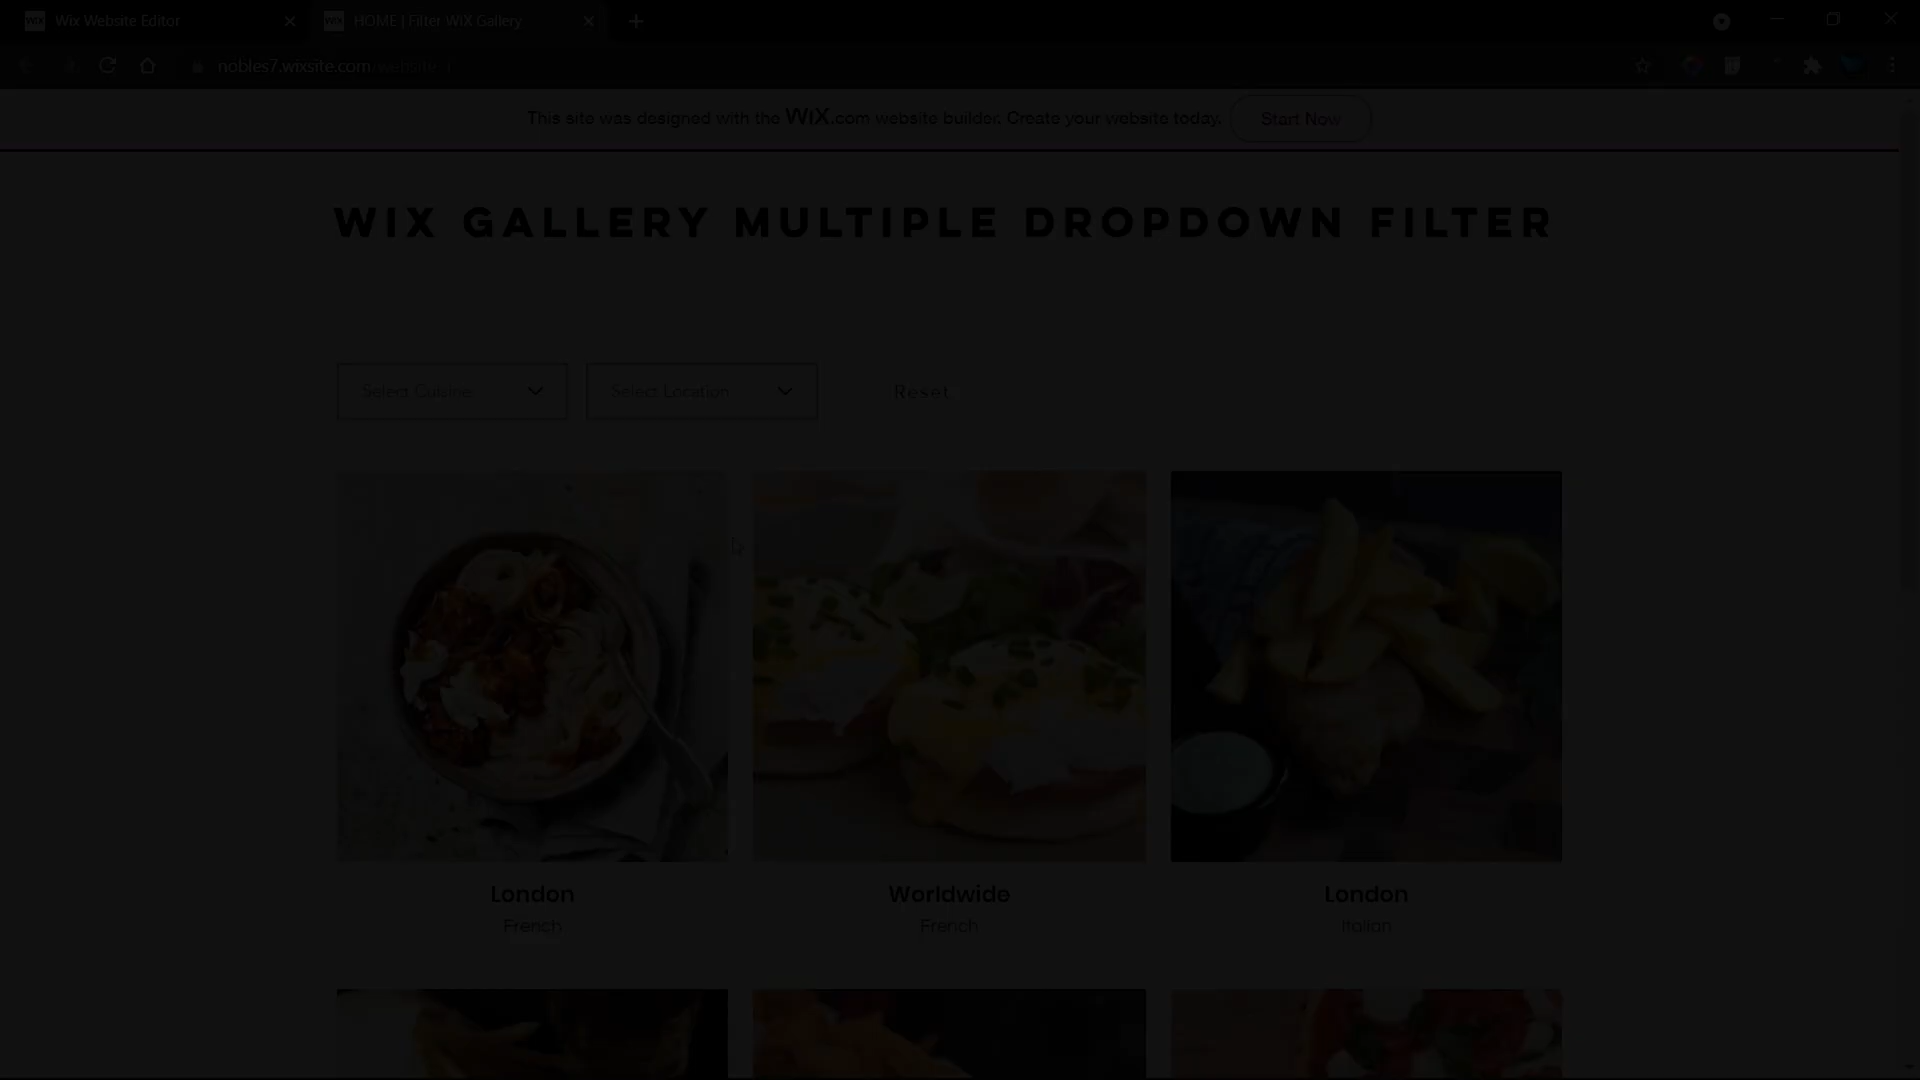 Wix Website Editor
HOME | Filter WIX Gallery
nobles7.wixsite.com/website-1
This site was designed with the WiX.com website builder. Create your website today.
Start Now
WIX GALLERY MULTIPLE DROPDOWN FILTER
Select Cuisine
Select Location
Reset
London
Worldwide
London
French
French
Italian